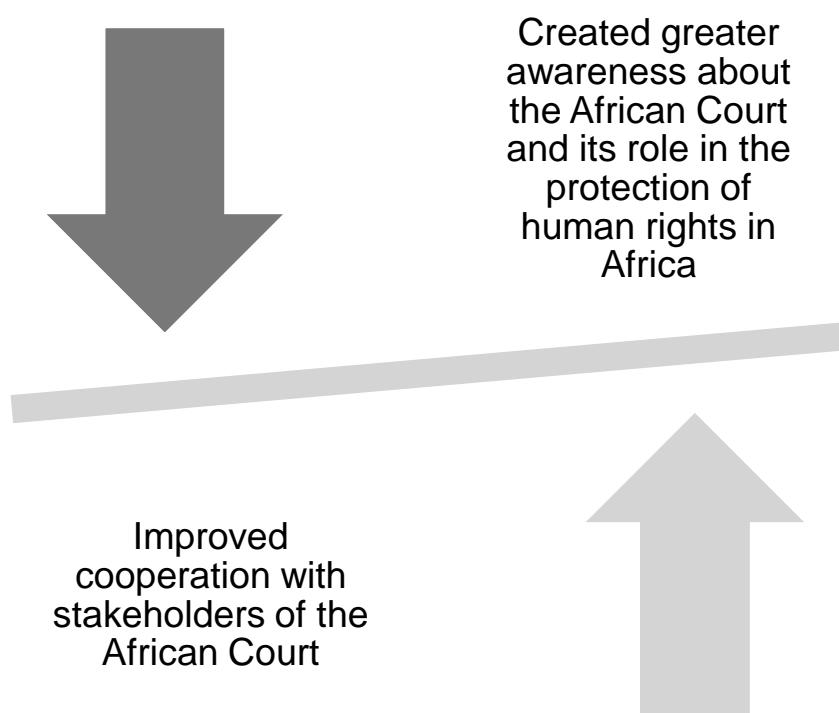 Created greater
awareness about
the African Court
and its role in the
protection of
human rights in
Africa
Improved
cooperation with
stakeholders of the
African Court